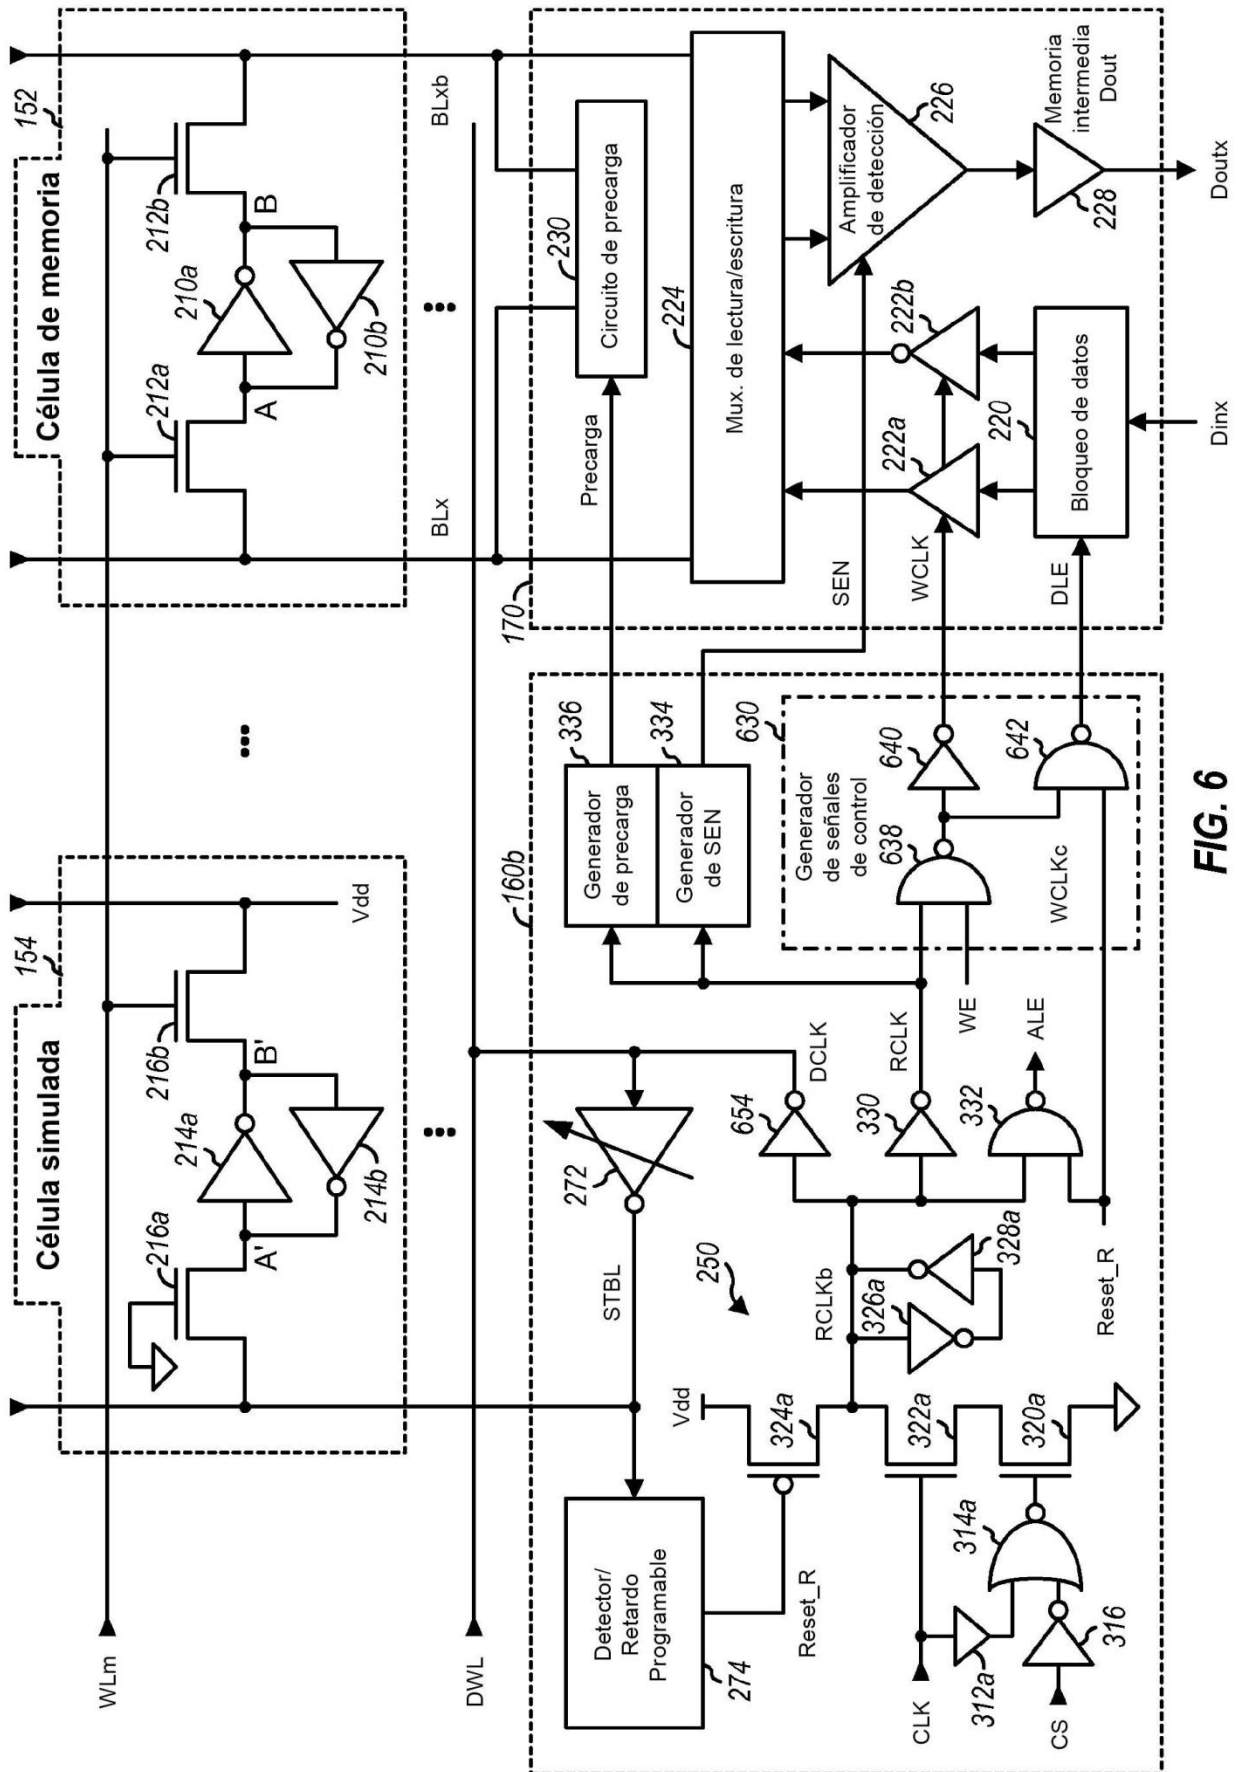 Célula simulada
154
Célula de memoria
152
WLm
216a
216b
A'
B'
214a
214b
Vdd
212a
212b
A
B
210a
210b
...
...
...
DWL
BLx
BLxb
160b
170
Detector/
Retardo
Programable
274
STBL
272
250
Reset_R
Vdd
324a
322a
320a
CLK
312a
CS
316
314a
RCLKb
326a
328a
654
DCLK
330
RCLK
332
ALE
Reset_R
WE
Generador
de precarga
336
Generador
de SEN
334
630
Generador
de señales
de control
638
640
642
WCLKc
Precarga
SEN
WCLK
DLE
230
Circuito de precarga
224
Mux. de lectura/escritura
222a
222b
220
Bloqueo de datos
Dinx
Amplificador
de detección
226
Memoria
intermedia
Dout
228
Doutx
FIG. 6